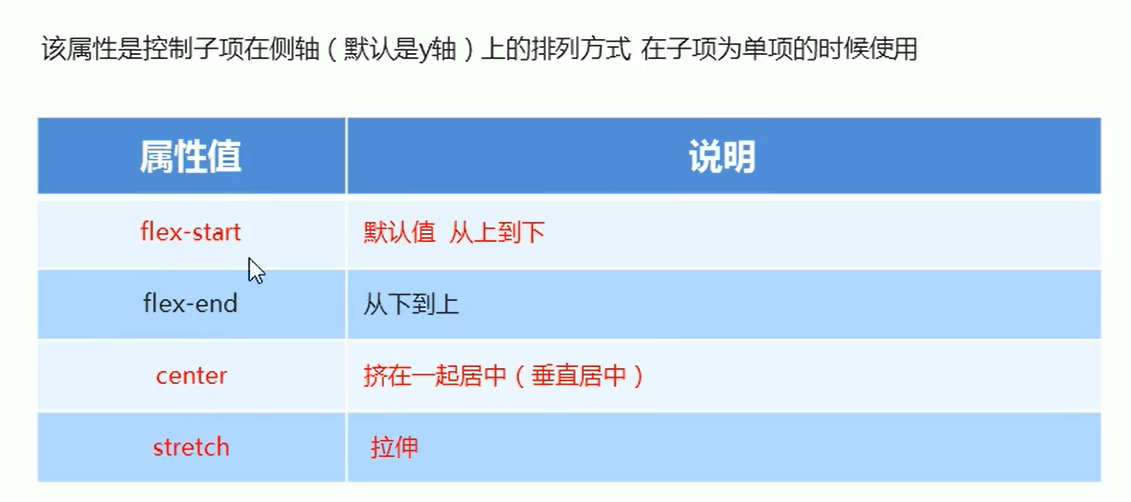 该属性是控制子项在侧轴（默认是y轴）上的排列方式 在子项为单项的时候使用
属性值 说明
flex-start 默认值 从上到下
flex-end 从下到上
center 挤在一起居中（垂直居中）
stretch 拉伸